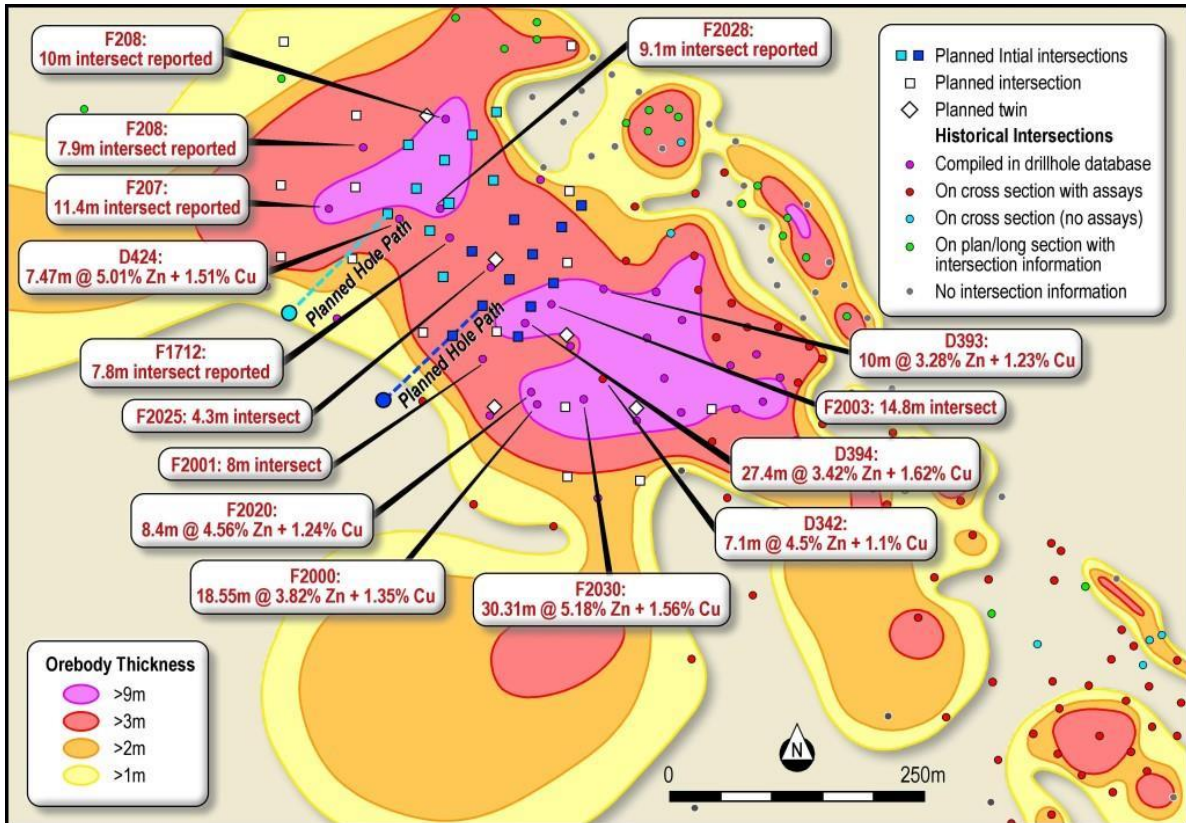 F208:
10m intersect reported
F2028:
9.1m intersect reported
F208:
7.9m intersect reported
F207:
11.4m intersect reported
D424:
7.47m @ 5.01% Zn + 1.51% Cu
Planned Hole Path
Planned Hole Path
F1712:
7.8m intersect reported
F2025: 4.3m intersect
F2001: 8m intersect
F2020:
8.4m @ 4.56% Zn + 1.24% Cu
F2000:
18.55m @ 3.82% Zn + 1.35% Cu
F2030:
30.31m @ 5.18% Zn + 1.56% Cu
D342:
7.1m @ 4.5% Zn + 1.1% Cu
D394:
27.4m @ 3.42% Zn + 1.62% Cu
F2003: 14.8m intersect
D393:
10m @ 3.28% Zn + 1.23% Cu
Planned Intial intersections
Planned intersection
Planned twin
Historical Intersections
Compiled in drillhole database
On cross section with assays
On cross section (no assays)
On plan/long section with
intersection information
No intersection information
Orebody Thickness
>9m
>3m
>2m
>1m
N
0 250m